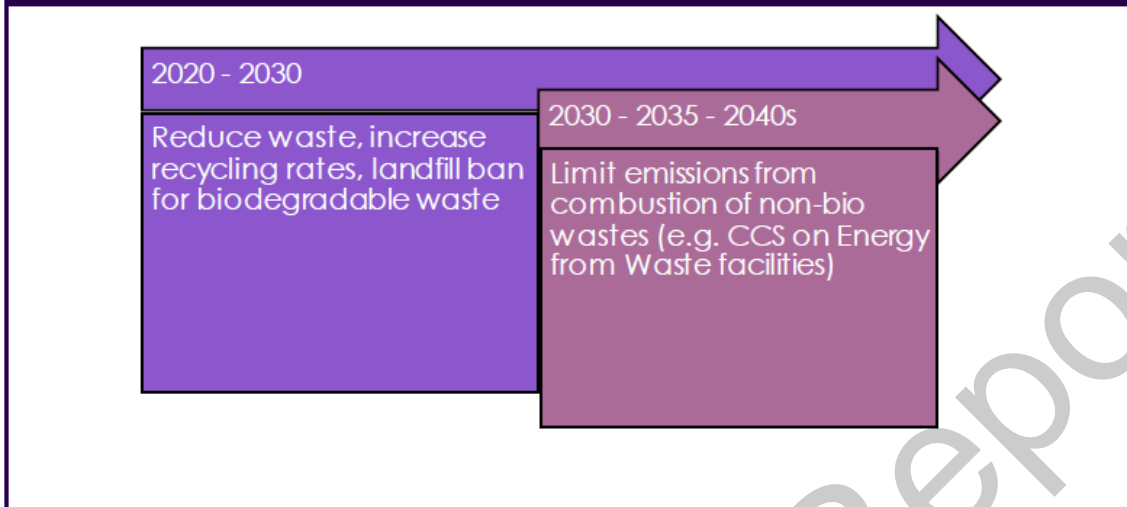 2020 - 2030
Reduce waste, increase
recycling rates, landfill ban
for biodegradable waste
2030 - 2035 - 2040s
Limit emissions from
combustion of non-bio
wastes (e.g. CCS on Energy
from Waste facilities)